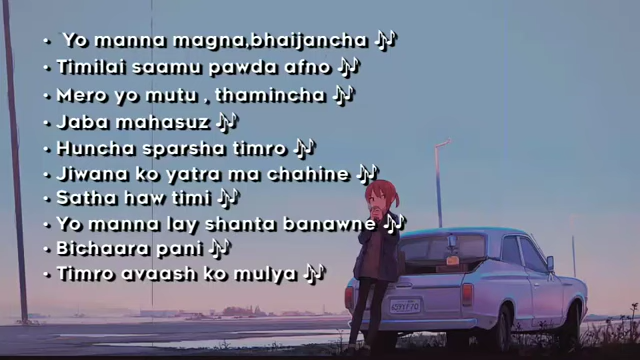 • Yo manna magna,bhaijancha 🎶
• Timilai saamu pawda afno 🎶
• Mero yo mutu , thamincha 🎶
• Jaba mahasuz 🎶
• Huncha sparsha timro 🎶
• Jiwana ko yatra ma chahine 🎶
• Satha haw timi 🎶
• Yo manna lay shanta banawne 🎶
• Bichaara pani 🎶
• Timro avaash ko mulya 🎶